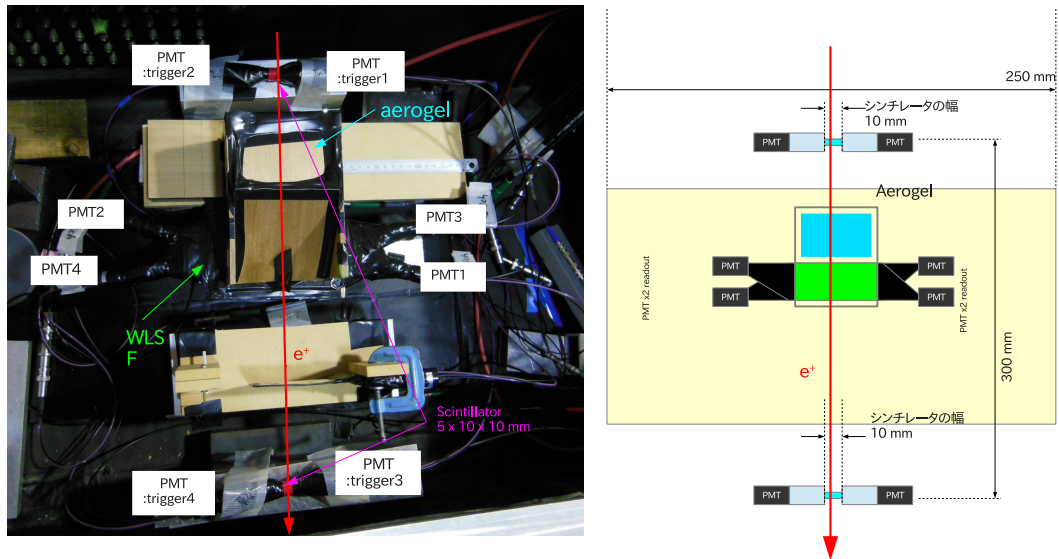 PMT
:trigger2
PMT
:trigger1
aerogel
PMT2
PMT3
PMT4
PMT1
WLS
F
e+
Scintillator
5 x 10 x 10 mm
PMT
:trigger4
PMT
:trigger3
250 mm
シンチレータの幅
10 mm
PMT
PMT
Aerogel
PMT
PMT
PMT
PMT
PMT x2 readout
PMT x2 readout
300 mm
e+
シンチレータの幅
10 mm
PMT
PMT